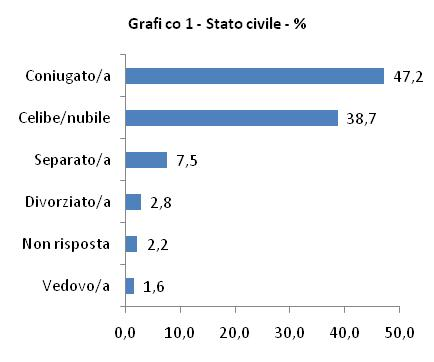 Grafi co 1 - Stato civile - %
Coniugato/a 47,2
Celibe/nubile 38,7
Separato/a 7,5
Divorziato/a 2,8
Non risposta 2,2
Vedovo/a 1,6
0,0 10,0 20,0 30,0 40,0 50,0